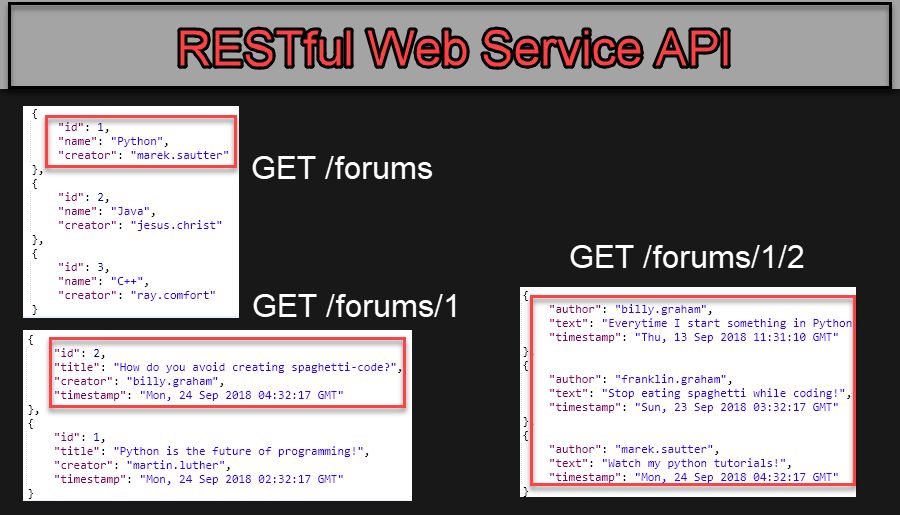 RESTful Web Service API
{
"id": 1,
"name": "Python",
"creator": "marek.sautter"
},
{
"id": 2,
"name": "Java",
"creator": "jesus.christ"
},
{
"id": 3,
"name": "C++",
"creator": "ray.comfort"
}
GET /forums
GET /forums/1
{
"id": 2,
"title": "How do you avoid creating spaghetti-code?",
"creator": "billy.graham",
"timestamp": "Mon, 24 Sep 2018 04:32:17 GMT"
},
{
"id": 1,
"title": "Python is the future of programming!",
"creator": "martin.luther",
"timestamp": "Mon, 24 Sep 2018 02:32:17 GMT"
}
GET /forums/1/2
{
"author": "billy.graham",
"text": "Everytime I start something in Python
"timestamp": "Thu, 13 Sep 2018 11:31:10 GMT"
},
{
"author": "franklin.graham",
"text": "Stop eating spaghetti while coding!",
"timestamp": "Sun, 23 Sep 2018 03:32:17 GMT"
},
{
"author": "marek.sautter",
"text": "Watch my python tutorials!",
"timestamp": "Mon, 24 Sep 2018 04:32:17 GMT"
}